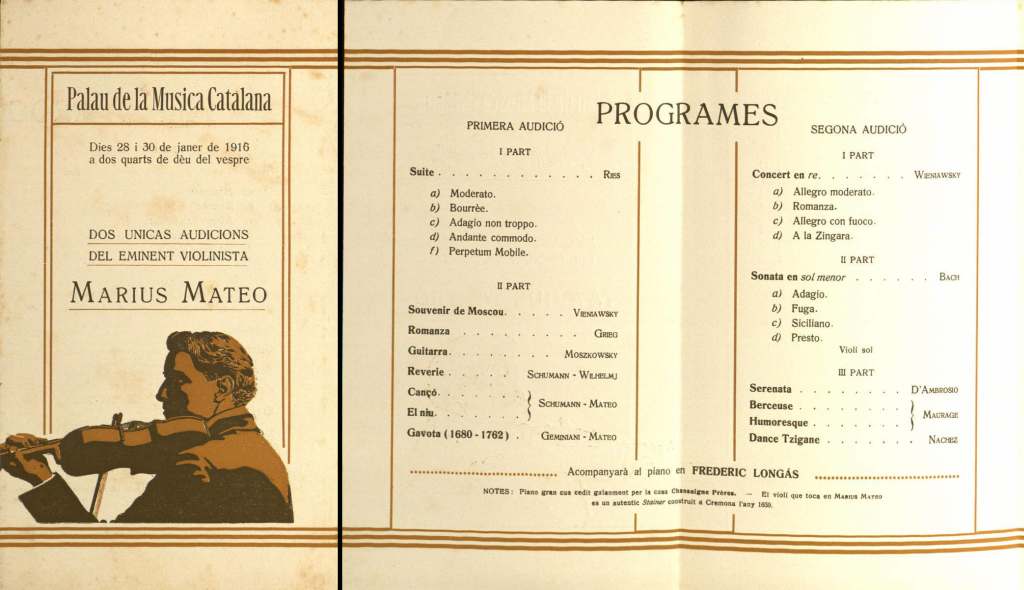 Palau de la Musica Catalana
Dies 28 i 30 de janer de 1916
a dos quarts de dèu del vespre
DOS UNICAS AUDICIONS
DEL EMINENT VIOLINISTA
MARIUS MATEO
PROGRAMES
PRIMERA AUDICIÓ
I PART
Suite . . . . . . . . . . . . RIES
a) Moderato.
b) Bourrèe.
c) Adagio non troppo.
d) Andante commodo.
f) Perpetum Mobile.
II PART
Souvenir de Moscou. . . . . VIENIAWSKY
Romanza . . . . . . . . GRIEG
Guitarra. . . . . . . . MOSZKOWSKY
Reverie . . . . . SCHUMANN - WILHELMJ
Cançó. . . . . . .
El niu. . . . . . .
} SCHUMANN - MATEO
Gavota (1680 - 1762) . GEMINIANI - MATEO
SEGONA AUDICIÓ
I PART
Concert en re. . . . . . . WIENIAWSKY
a) Allegro moderato.
b) Romanza.
c) Allegro con fuoco.
d) A la Zingara.
II PART
Sonata en sol menor . . . . . . BACH
a) Adagio.
b) Fuga.
c) Siciliano.
d) Presto.
Violí sol
III PART
Serenata . . . . . . . D'AMBROSIO
Berceuse . . . . . . .
Humoresque . . . . . .
} MAURAGE
Dance Tzigane . . . . . . NACHEZ
Acompanyarà al piano en FREDERIC LONGÁS
NOTES: Piano gran cua cedit galanment per la casa Chassaigne Frères. — El violí que toca en MARIUS MATEO
es un autentic Stainer construit a Cremona l'any 1659.